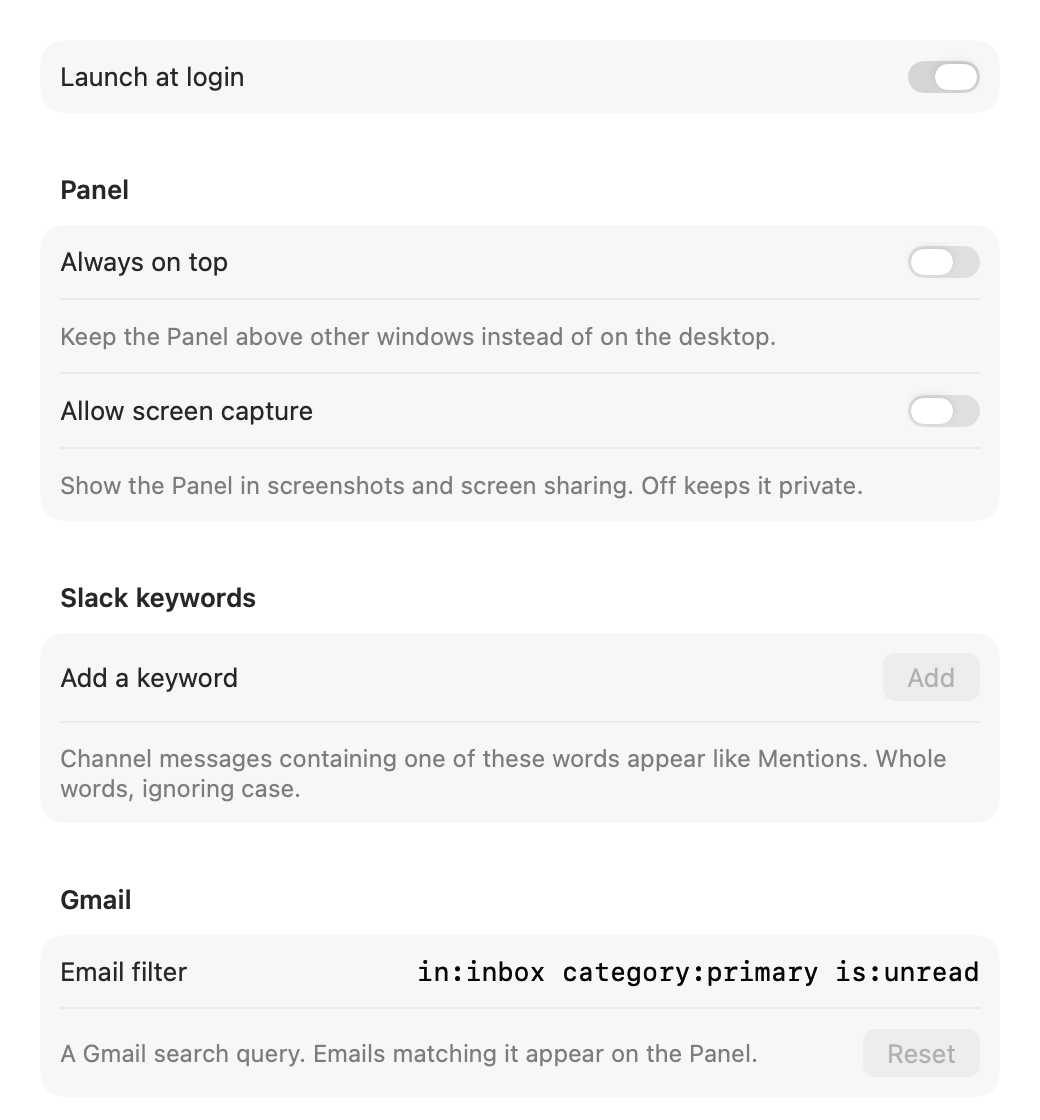 Launch at login
Panel
Always on top
Keep the Panel above other windows instead of on the desktop.
Allow screen capture
Show the Panel in screenshots and screen sharing. Off keeps it private.
Slack keywords
Add a keyword
Add
Channel messages containing one of these words appear like Mentions. Whole
words, ignoring case.
Gmail
Email filter
in:inbox category:primary is:unread
A Gmail search query. Emails matching it appear on the Panel.
Reset